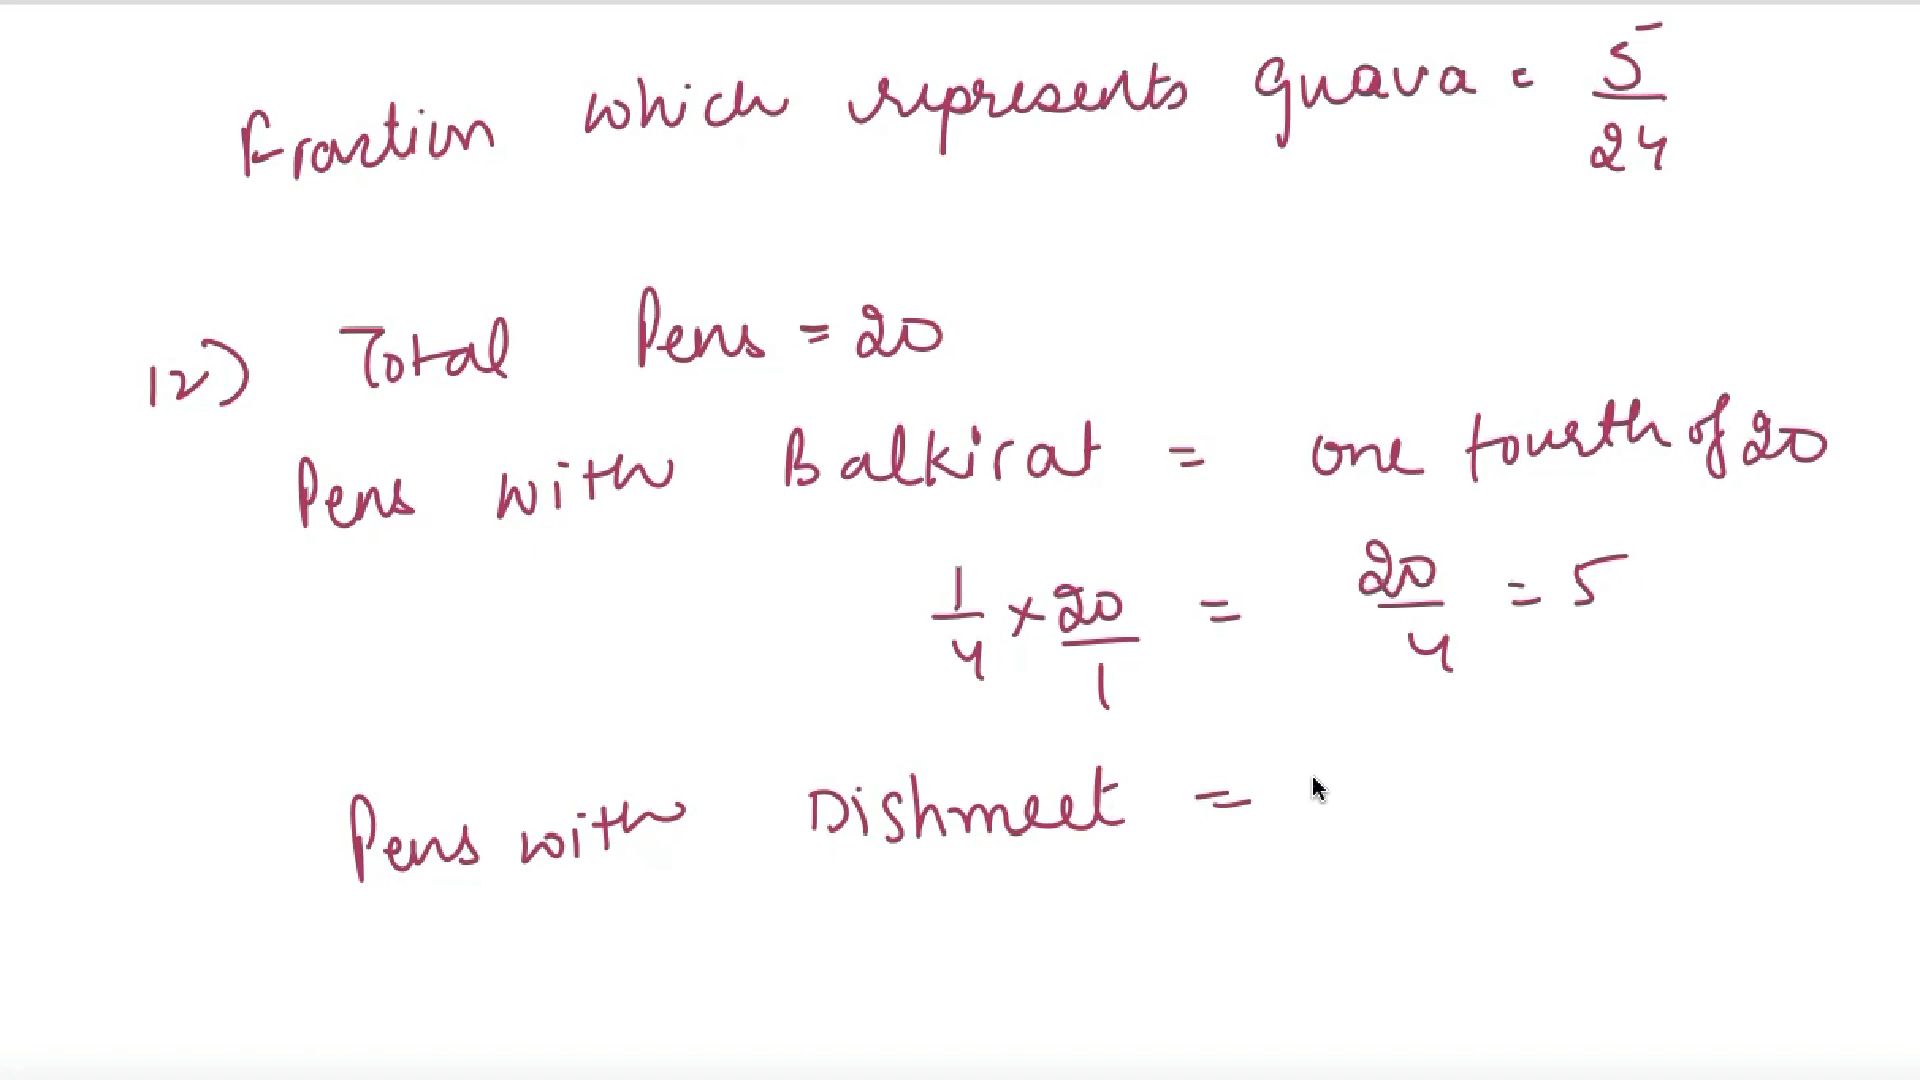 Fraction which represents guava = 5/24
12) Total Pens = 20
Pens with Balkirat = one fourth of 20
1/4 × 20/1 = 20/4 = 5
Pens with Dishmeet =